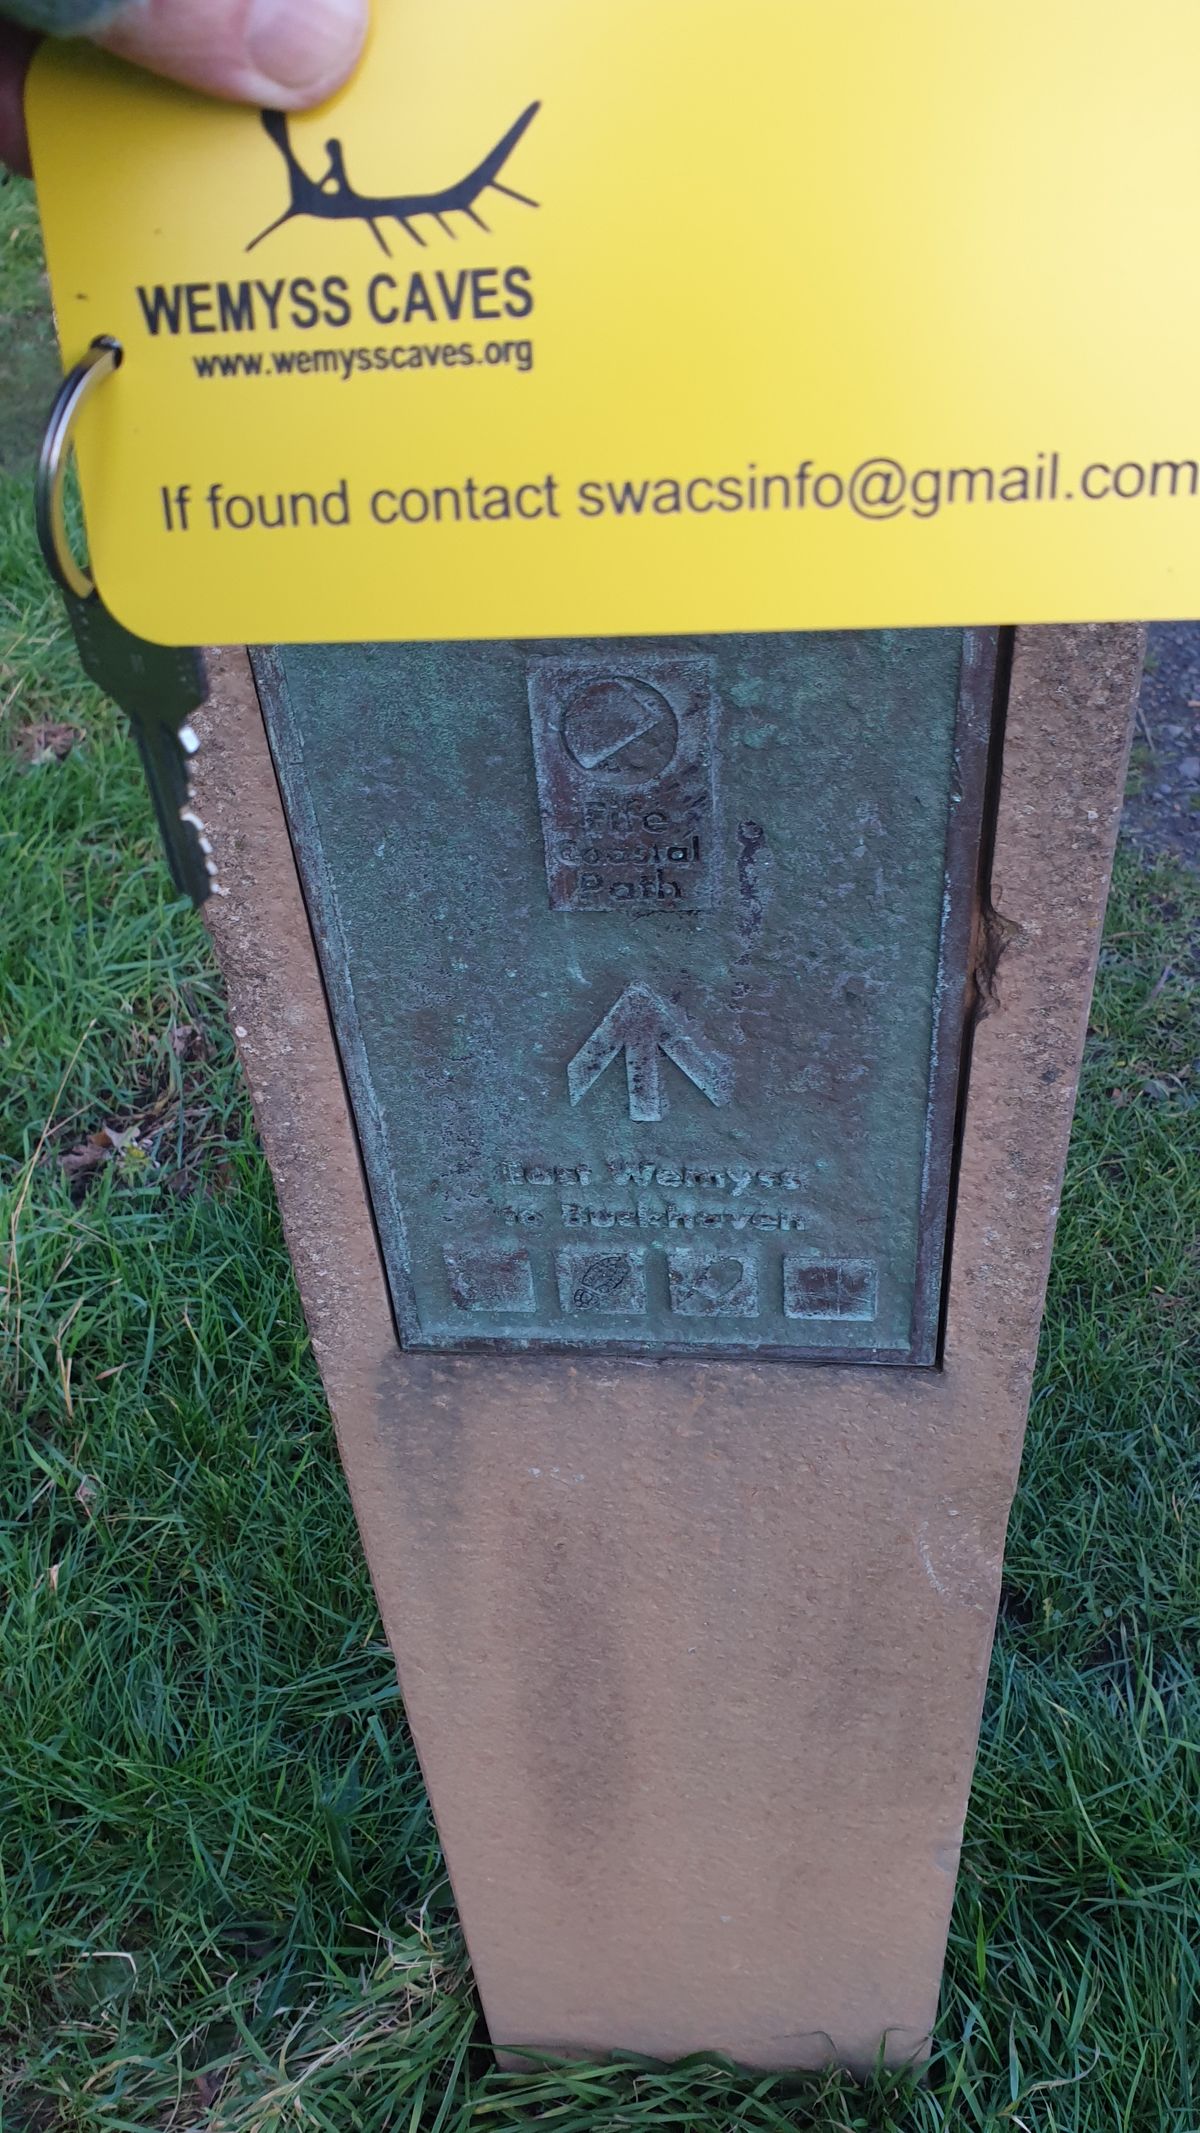 WEMYSS CAVES
www.wemysscaves.org
If found contact swacsinfo@gmail.com
Fife
Coastal
Path
East Wemyss
to Buckhaven